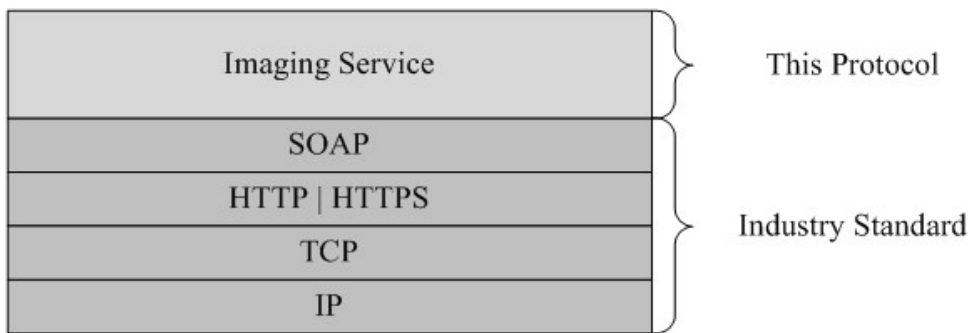 Imaging Service
This Protocol
SOAP
HTTP | HTTPS
TCP
IP
Industry Standard